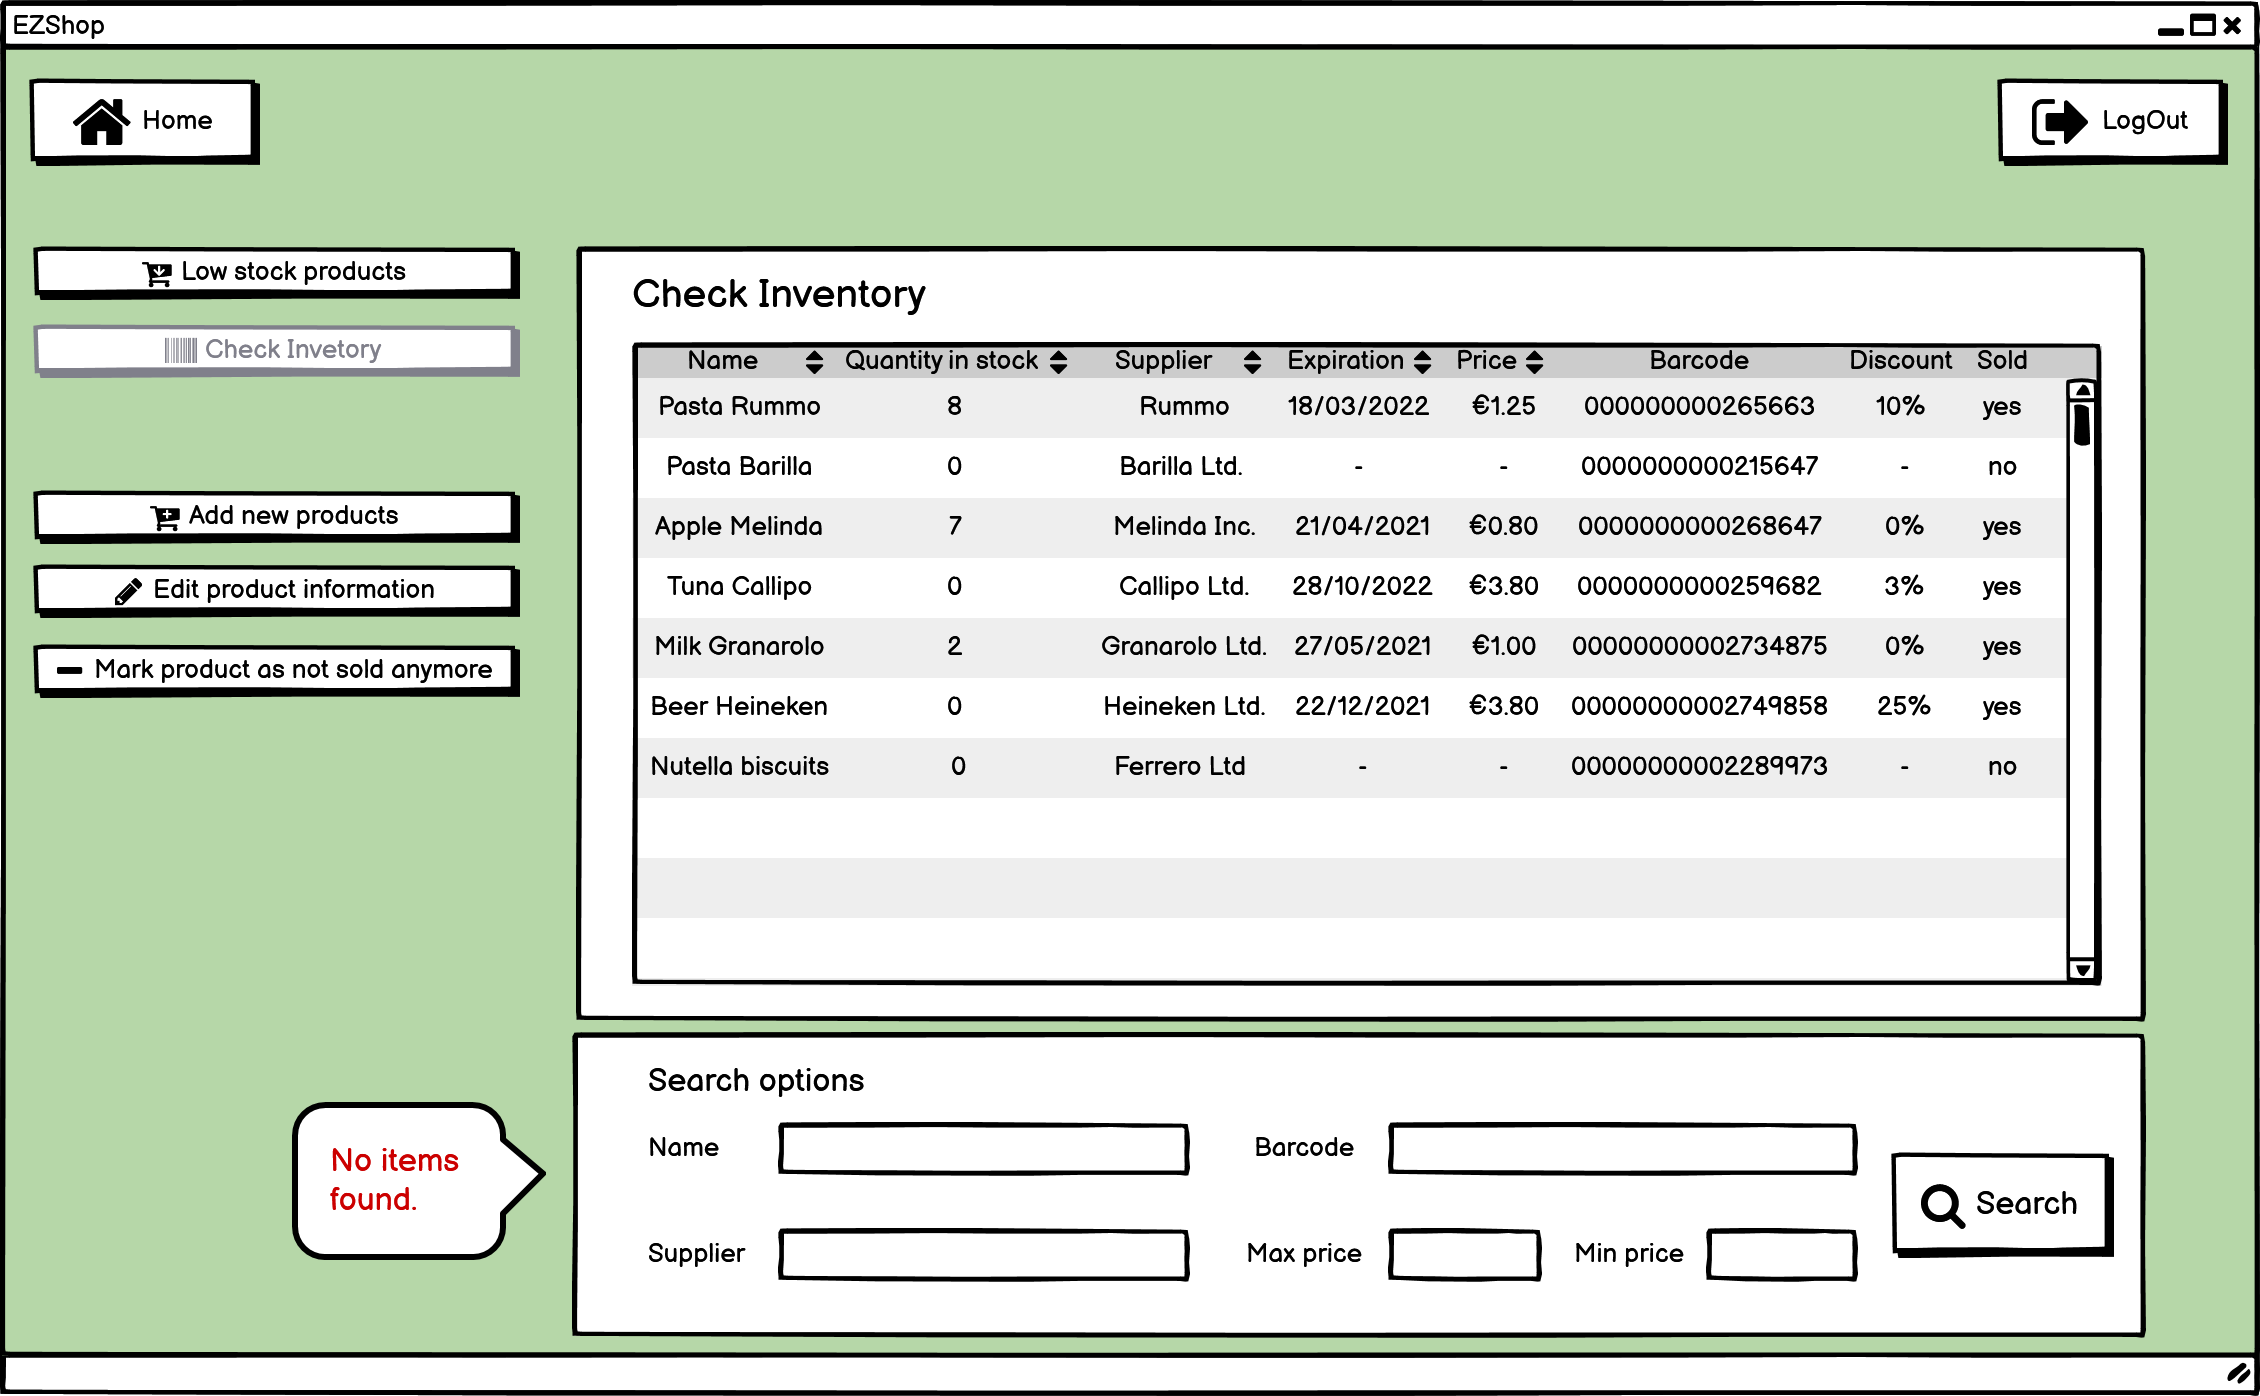 EZShop
Home
LogOut
Low stock products
Check Invetory
Add new products
Edit product information
Mark product as not sold anymore
Check Inventory
Name Quantity in stock Supplier Expiration Price Barcode Discount Sold
Pasta Rummo 8 Rummo 18/03/2022 €1.25 000000000265663 10% yes
Pasta Barilla 0 Barilla Ltd. - - 0000000000215647 - no
Apple Melinda 7 Melinda Inc. 21/04/2021 €0.80 0000000000268647 0% yes
Tuna Callipo 0 Callipo Ltd. 28/10/2022 €3.80 0000000000259682 3% yes
Milk Granarolo 2 Granarolo Ltd. 27/05/2021 €1.00 00000000002734875 0% yes
Beer Heineken 0 Heineken Ltd. 22/12/2021 €3.80 00000000002749858 25% yes
Nutella biscuits 0 Ferrero Ltd - - 00000000002289973 - no
Search options
Name Barcode
Supplier Max price Min price
Search
No items
found.